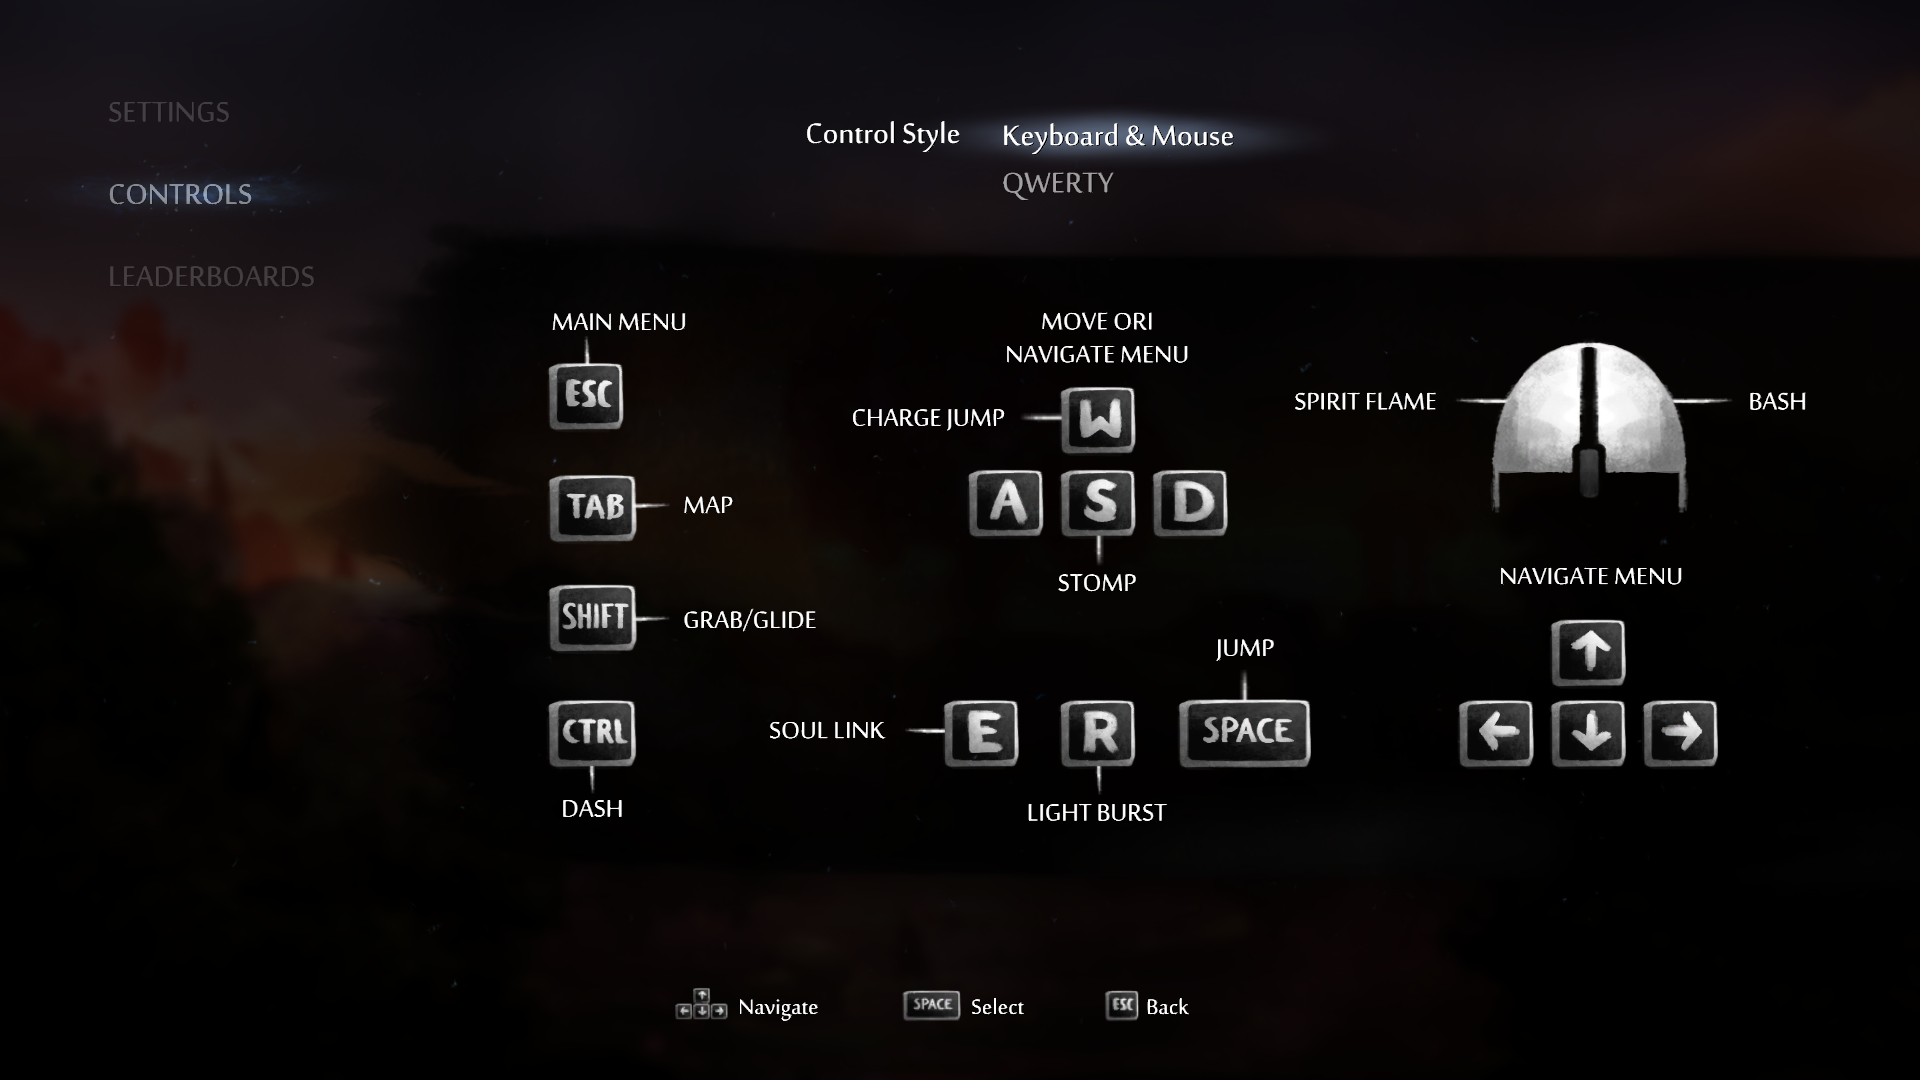 SETTINGS
CONTROLS
LEADERBOARDS
Control Style
Keyboard & Mouse
QWERTY
MAIN MENU
ESC
TAB
MAP
SHIFT
GRAB/GLIDE
CTRL
DASH
MOVE ORI
NAVIGATE MENU
CHARGE JUMP
W
A S D
STOMP
SOUL LINK
E
R
LIGHT BURST
JUMP
SPACE
SPIRIT FLAME
BASH
NAVIGATE MENU
↑
← ↓ →
Navigate
SPACE Select
ESC Back